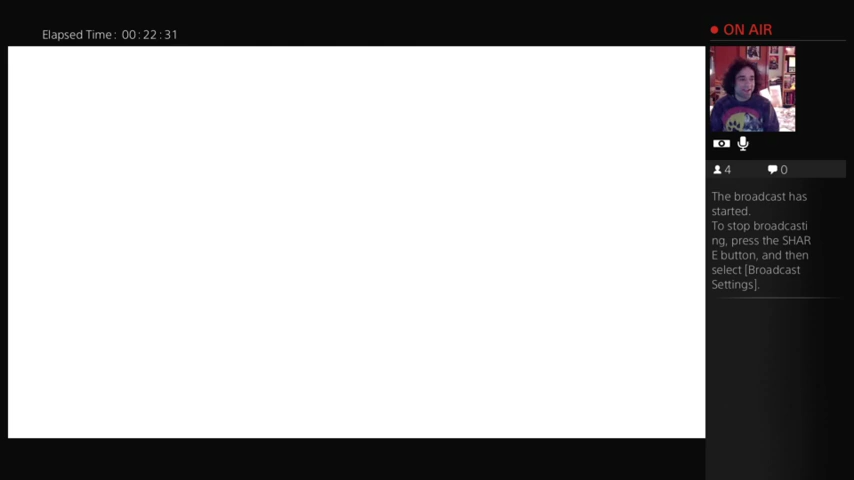 Elapsed Time: 00:22:31
ON AIR
4
0
The broadcast has
started.
To stop broadcasti
ng, press the SHAR
E button, and then
select [Broadcast
Settings].